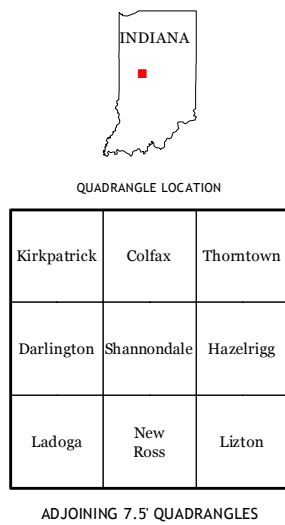 INDIANA
QUADRANGLE LOCATION
Kirkpatrick Colfax Thorntown
Darlington Shannondale Hazelrigg
Ladoga New Ross Lizton
ADJOINING 7.5' QUADRANGLES